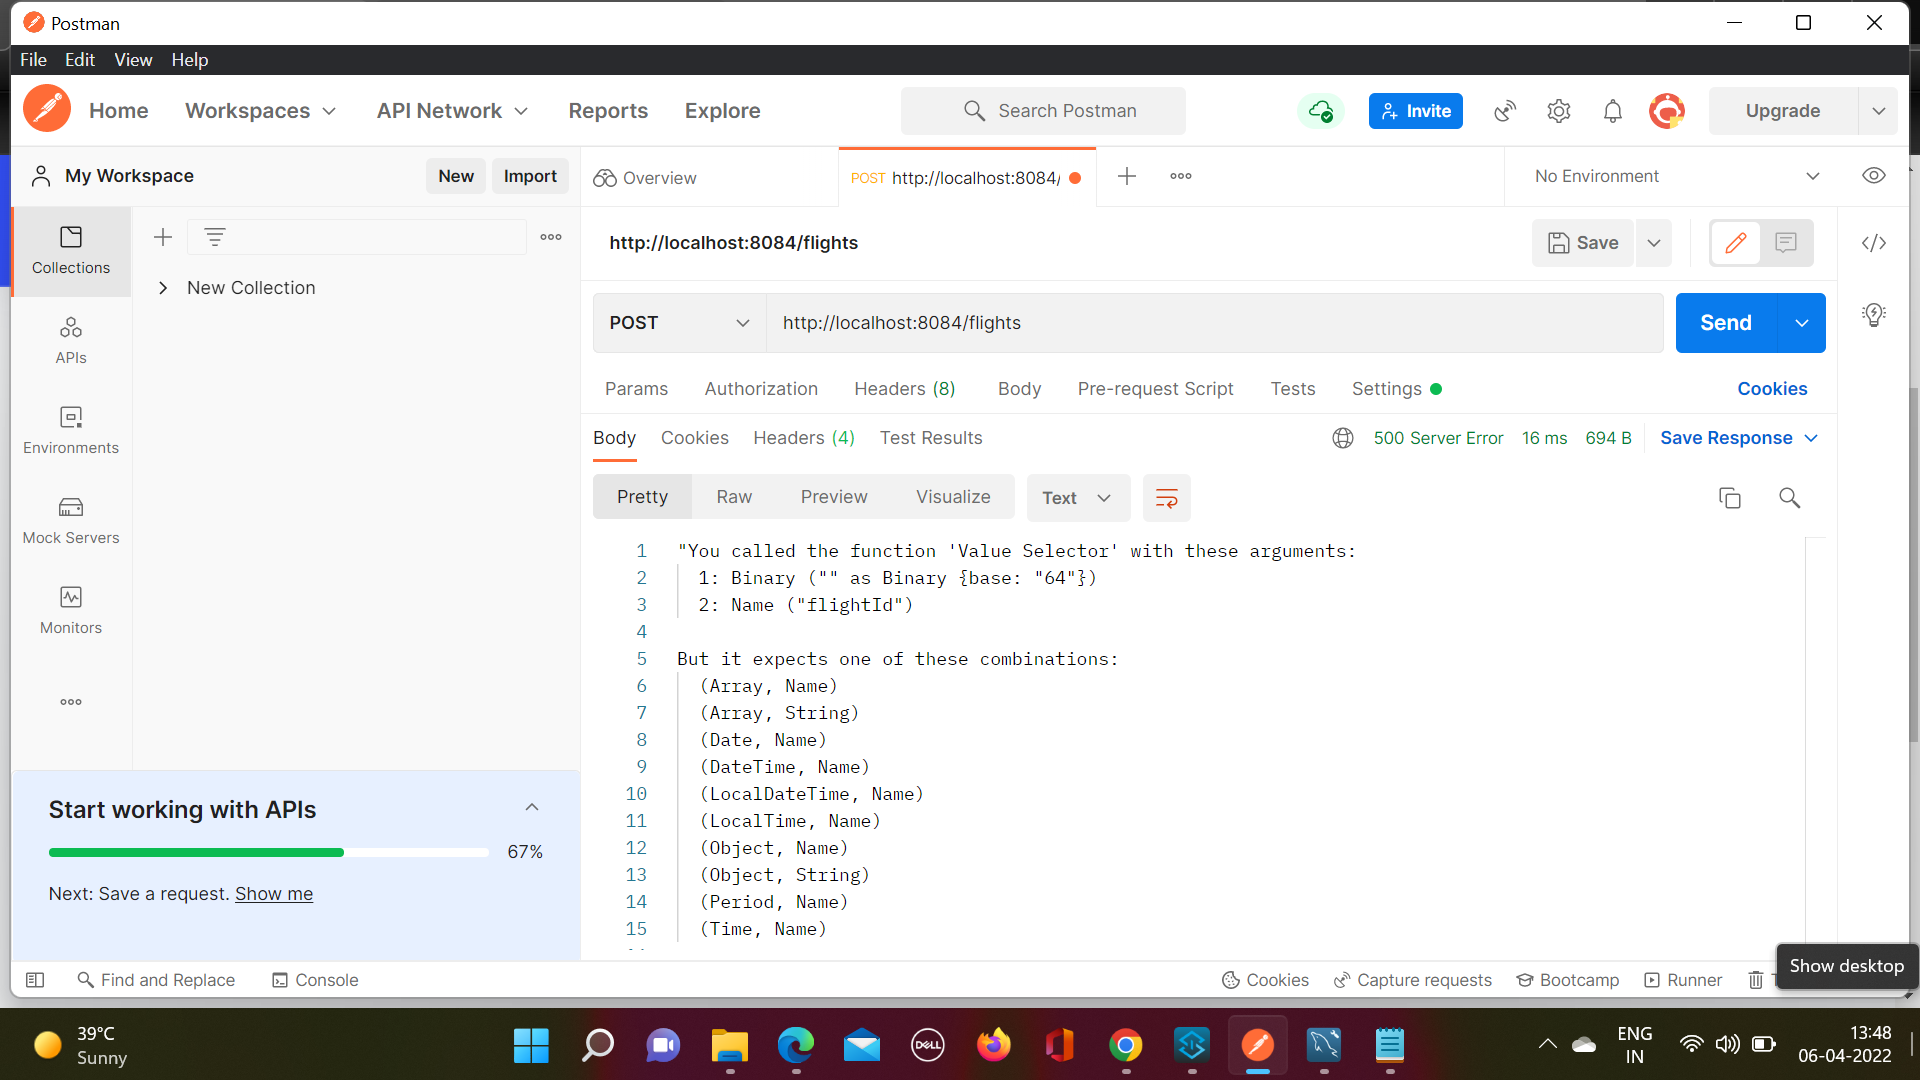 Postman
File Edit View Help
Home Workspaces API Network Reports Explore Search Postman Invite Upgrade
My Workspace New Import Overview POST http://localhost:8084/ No Environment
Collections
New Collection
APIs
Environments
Mock Servers
Monitors
http://localhost:8084/flights Save
POST http://localhost:8084/flights Send
Params Authorization Headers (8) Body Pre-request Script Tests Settings Cookies
Body Cookies Headers (4) Test Results 500 Server Error 16 ms 694 B Save Response
Pretty Raw Preview Visualize Text
1 "You called the function 'Value Selector' with these arguments:
2 1: Binary ("" as Binary {base: "64"})
3 2: Name ("flightId")
4
5 But it expects one of these combinations:
6 (Array, Name)
7 (Array, String)
8 (Date, Name)
9 (DateTime, Name)
10 (LocalDateTime, Name)
11 (LocalTime, Name)
12 (Object, Name)
13 (Object, String)
14 (Period, Name)
15 (Time, Name)
Start working with APIs
67%
Next: Save a request. Show me
Find and Replace Console Cookies Capture requests Bootcamp Runner
Show desktop
39°C
Sunny
DELL
ENG
IN
13:48
06-04-2022